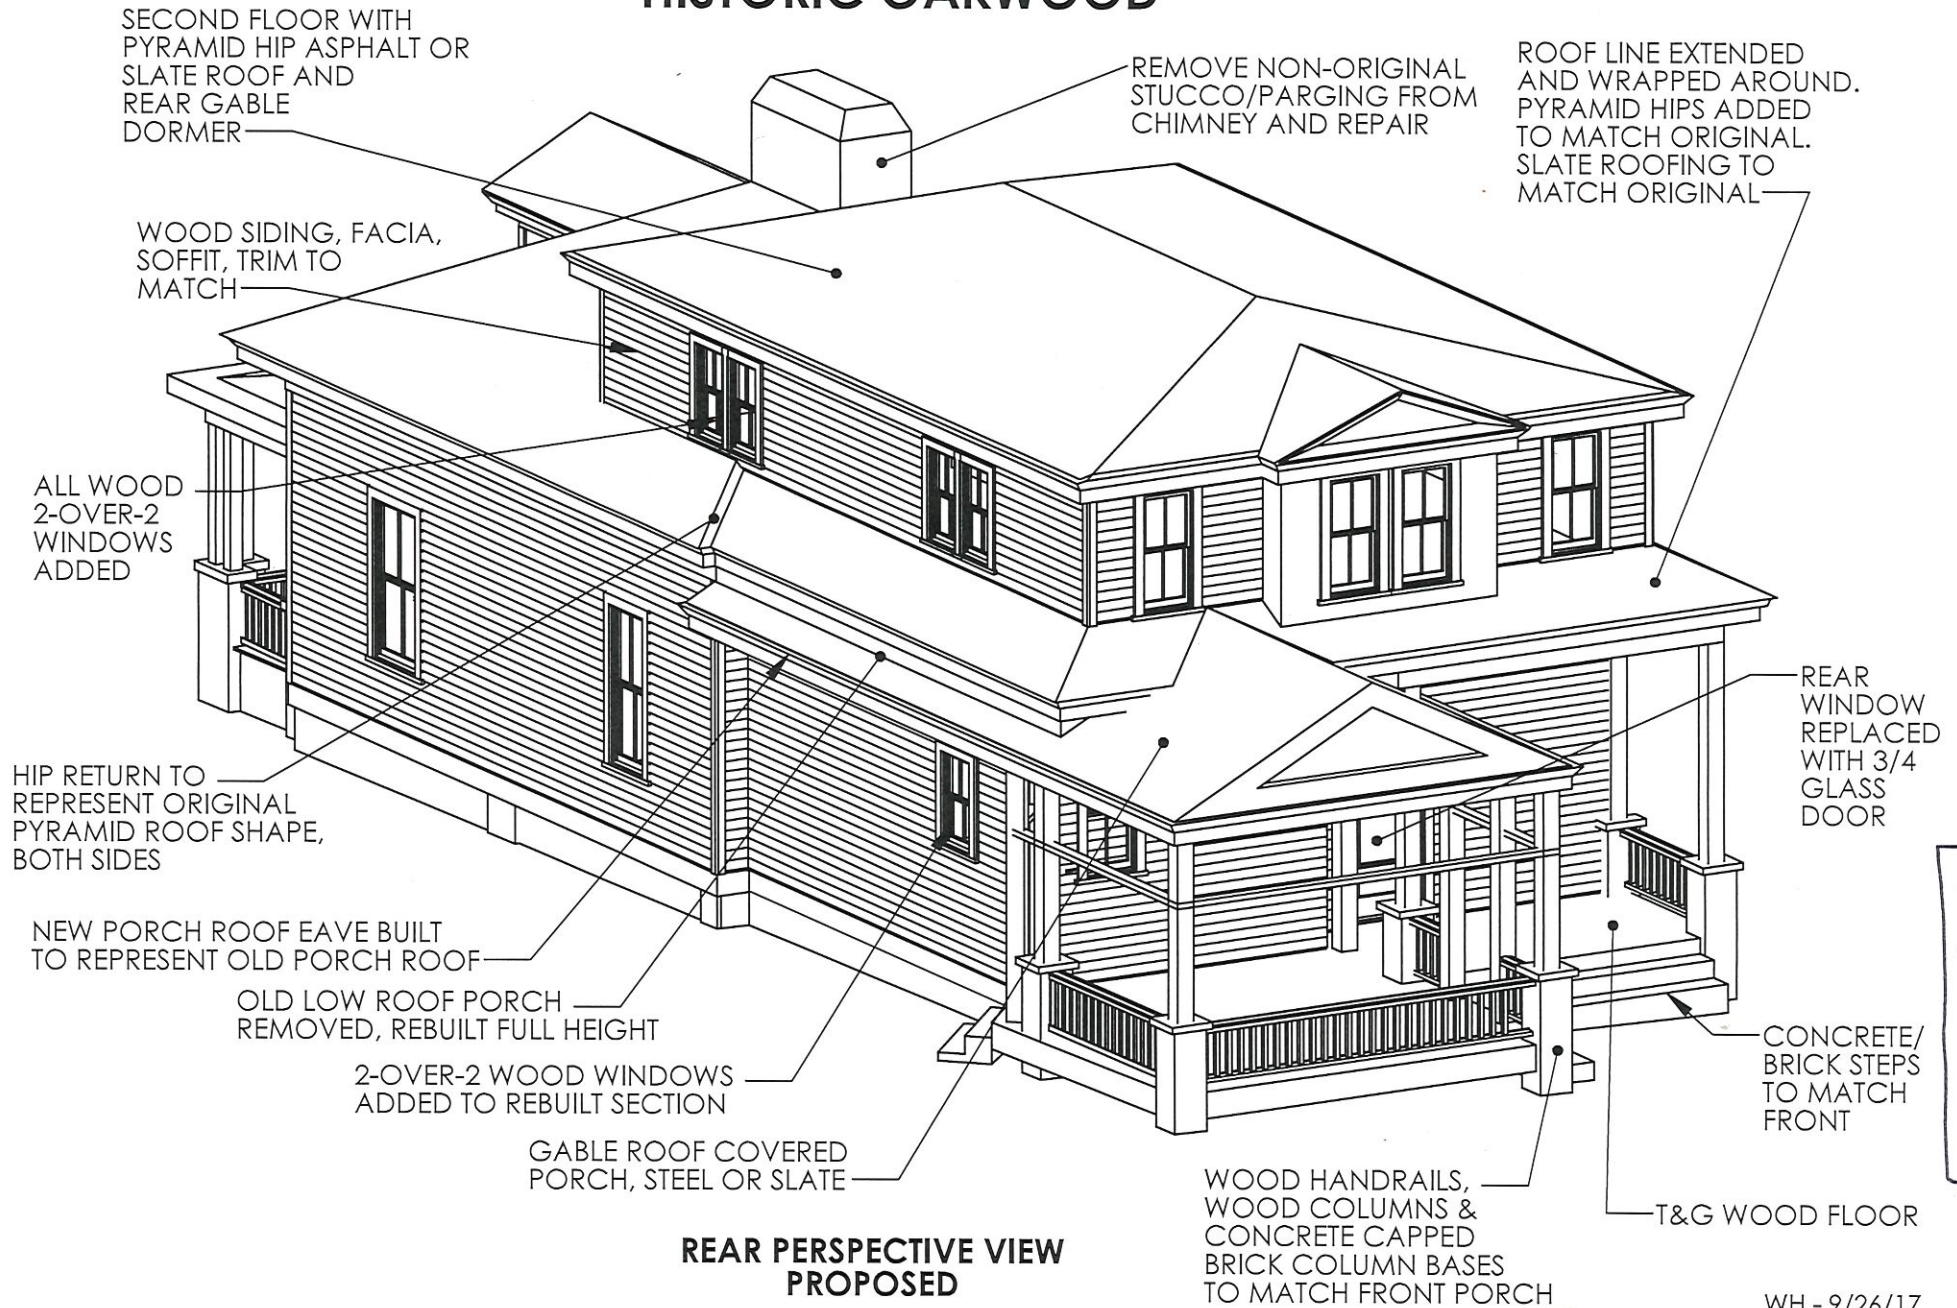 HISTORIC OAKWOOD
SECOND FLOOR WITH
PYRAMID HIP ASPHALT OR
SLATE ROOF AND
REAR GABLE
DORMER
REMOVE NON-ORIGINAL
STUCCO/PARGING FROM
CHIMNEY AND REPAIR
ROOF LINE EXTENDED
AND WRAPPED AROUND.
PYRAMID HIPS ADDED
TO MATCH ORIGINAL.
SLATE ROOFING TO
MATCH ORIGINAL
WOOD SIDING, FACIA,
SOFFIT, TRIM TO
MATCH
ALL WOOD
2-OVER-2
WINDOWS
ADDED
REAR
WINDOW
REPLACED
WITH 3/4
GLASS
DOOR
HIP RETURN TO
REPRESENT ORIGINAL
PYRAMID ROOF SHAPE,
BOTH SIDES
NEW PORCH ROOF EAVE BUILT
TO REPRESENT OLD PORCH ROOF
OLD LOW ROOF PORCH
REMOVED, REBUILT FULL HEIGHT
2-OVER-2 WOOD WINDOWS
ADDED TO REBUILT SECTION
GABLE ROOF COVERED
PORCH, STEEL OR SLATE
CONCRETE/
BRICK STEPS
TO MATCH
FRONT
WOOD HANDRAILS,
WOOD COLUMNS &
CONCRETE CAPPED
BRICK COLUMN BASES
TO MATCH FRONT PORCH
T&G WOOD FLOOR
REAR PERSPECTIVE VIEW
PROPOSED
WH - 9/26/17